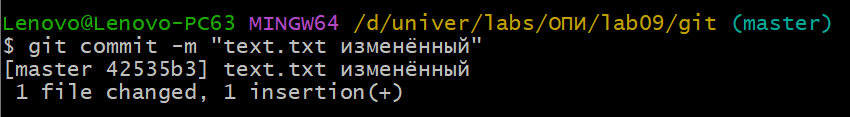 Lenovo@Lenovo-PC63 MINGW64 /d/univer/labs/ОПИ/lab09/git (master)
$ git commit -m "text.txt изменённый"
[master 42535b3] text.txt изменённый
 1 file changed, 1 insertion(+)